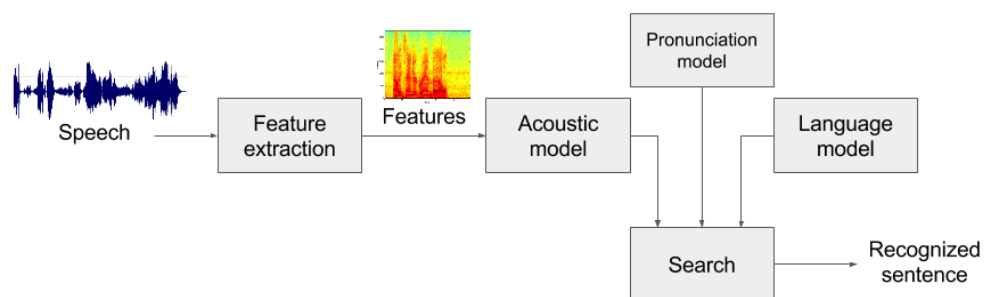 Pronunciation
model
Speech
Feature
extraction
Features
Acoustic
model
Language
model
Search
Recognized
sentence